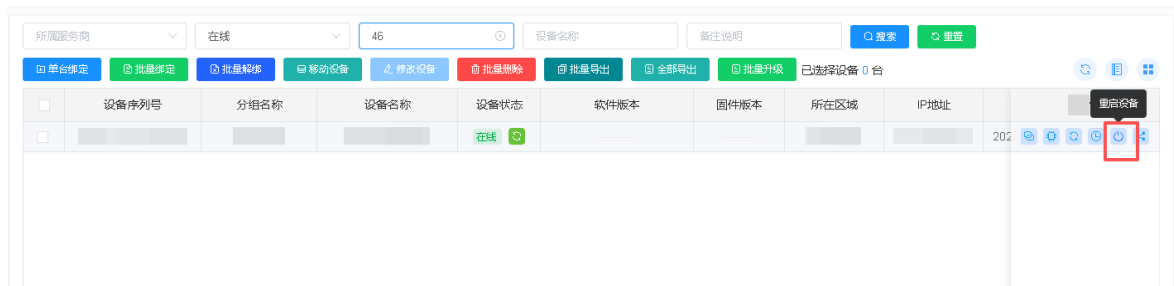 所属服务商 在线 46 设备名称 备注说明 搜索 重置
单台绑定 批量绑定 批量解绑 移动设备 修改设备 批量删除 批量导出 全部导出 批量升级 已选择设备 0 台
重启设备
设备序列号 分组名称 设备名称 设备状态 软件版本 固件版本 所在区域 IP地址
在线 202